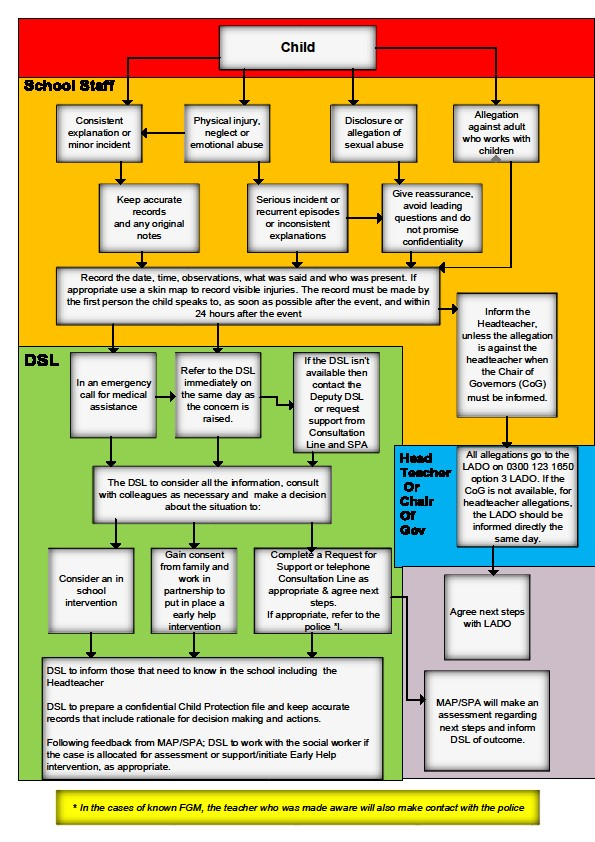 Child
School Staff
Consistent
explanation or
minor incident
Physical injury,
neglect or
emotional abuse
Disclosure or
allegation of
sexual abuse
Allegation
against adult
who works with
children
Keep accurate
records
and any original
notes
Serious incident or
recurrent episodes
or inconsistent
explanations
Give reassurance,
avoid leading
questions and do
not promise
confidentiality
Record the date, time, observations, what was said and who was present. If
appropriate use a skin map to record visible injuries. The record must be made by
the first person the child speaks to, as soon as possible after the event, and within
24 hours after the event
Inform the
Headteacher,
unless the allegation
is against the
headteacher when
the Chair of
Governors (CoG)
must be informed.
DSL
In an emergency
call for medical
assistance
Refer to the DSL
immediately on
the same day as
the concern is
raised.
If the DSL isn't
available then
contact the
Deputy DSL
or request
support from
Consultation
Line and SPA
Head
Teacher
Or
Chair
Of
Gov
All allegations go to the
LADO on 0300 123 1650
option 3 LADO. If the
CoG is not available, for
headteacher allegations,
the LADO should be
informed directly the
same day.
The DSL to consider all the information, consult
with colleagues as necessary and make a decision
about the situation to:
Consider an in
school
intervention
Gain consent
from family and
work in
partnership to
put in place a
early help
intervention
Complete a Request for
Support or telephone
Consultation Line as
appropriate & agree next
steps.
If appropriate, refer to the
police *I.
Agree next steps
with LADO
DSL to inform those that need to know in the school including the
Headteacher
DSL to prepare a confidential Child Protection file and keep accurate
records that include rationale for decision making and actions.
Following feedback from MAP/SPA; DSL to work with the social worker if
the case is allocated for assessment or support/initiate Early Help
intervention, as appropriate.
MAP/SPA will make an
assessment regarding
next steps and inform
DSL of outcome.
* In the cases of known FGM, the teacher who was made aware will also make contact with the police